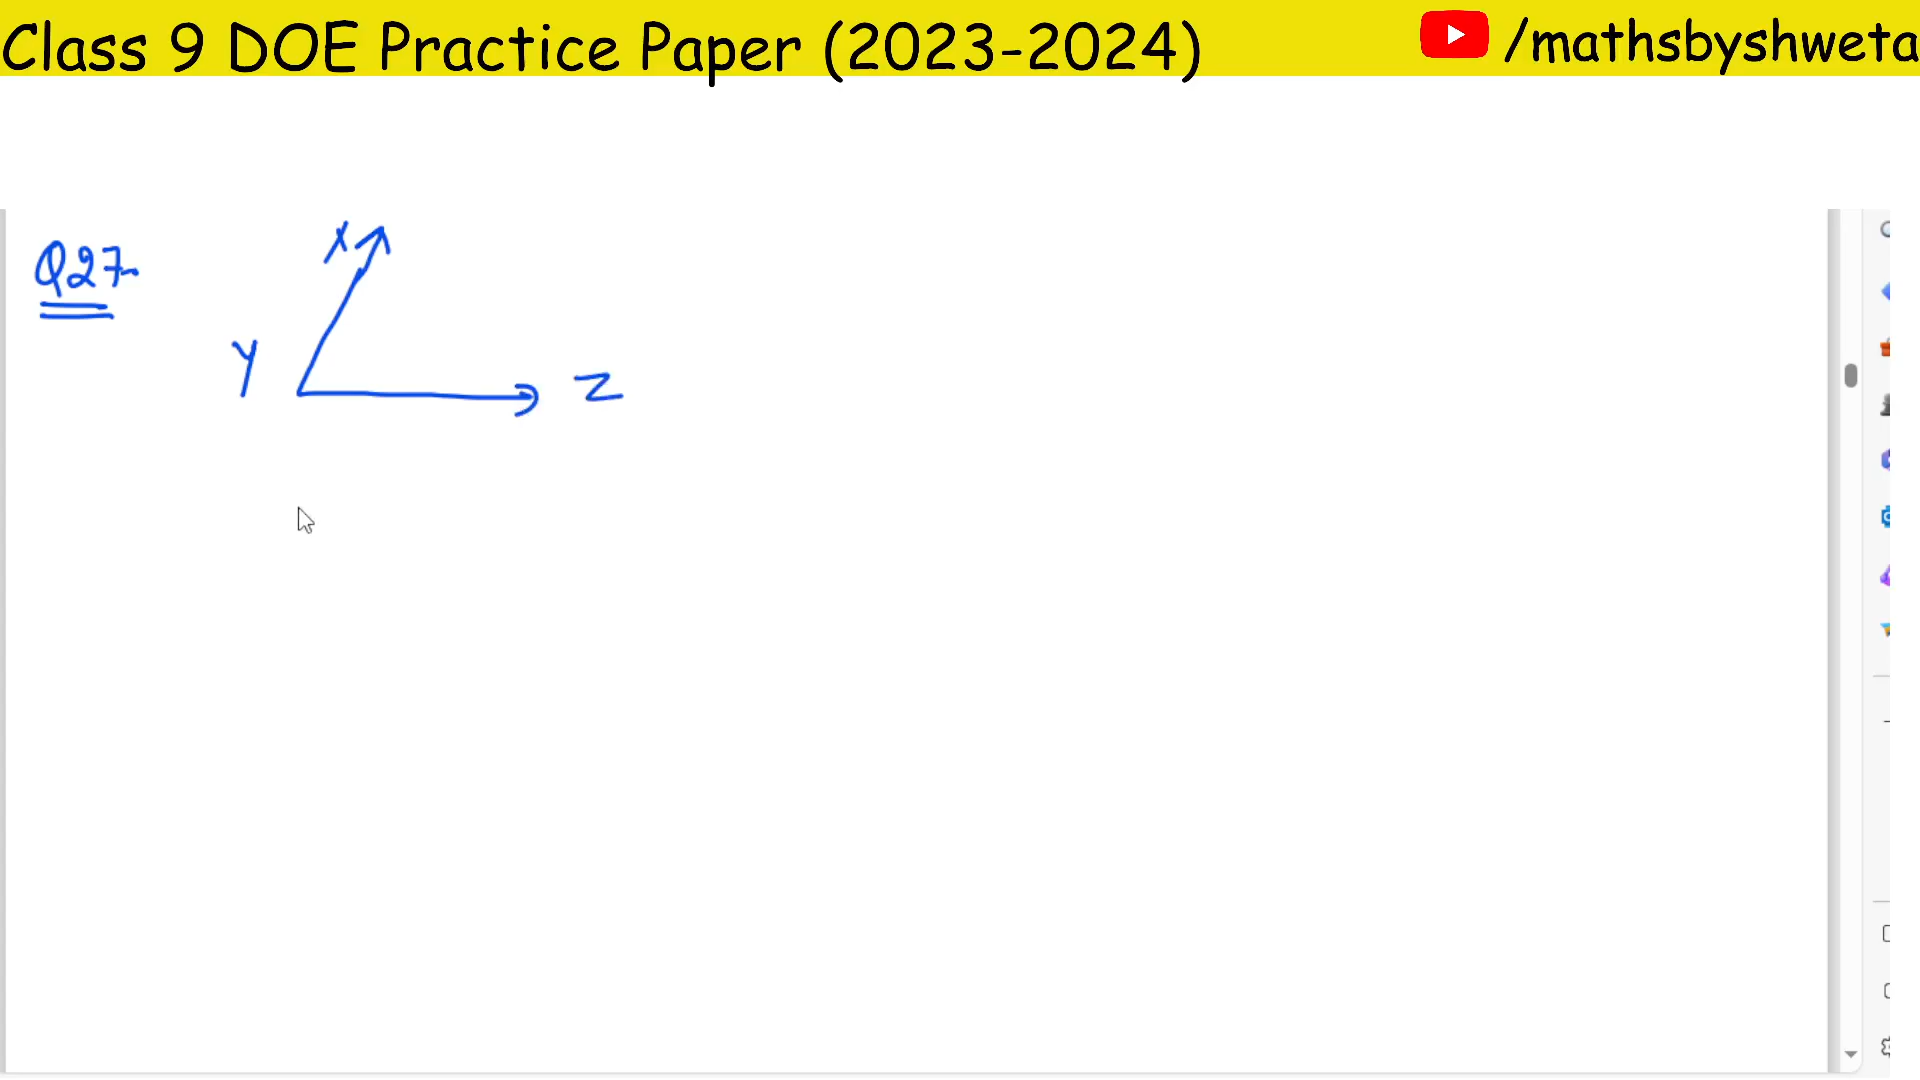 Class 9 DOE Practice Paper (2023-2024)
/mathsbyshweta
Q27-
X
Y
Z